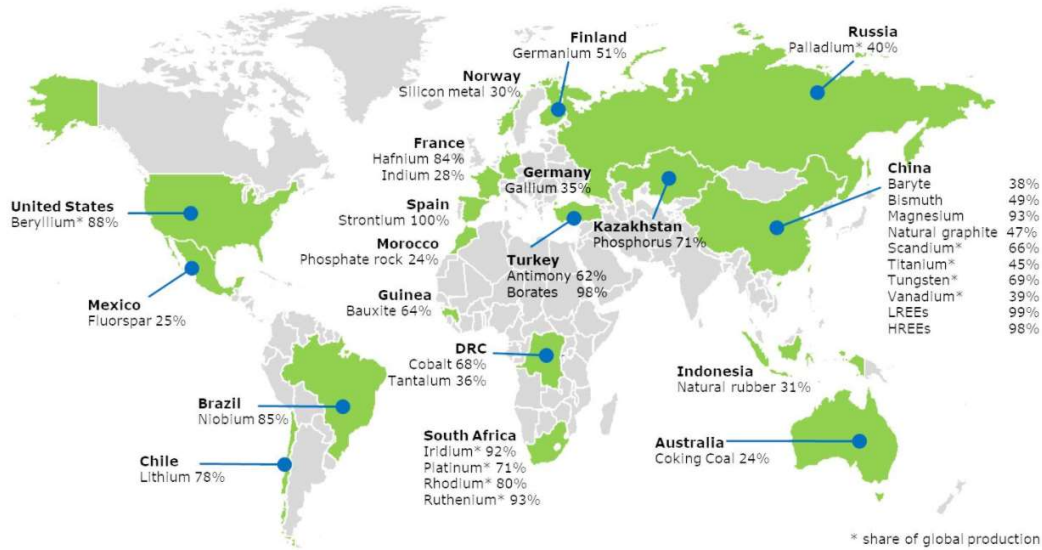 Finland
Germanium 51%
Russia
Palladium* 40%
Norway
Silicon metal 30%
France
Hafnium 84%
Indium 28%
Germany
Gallium 35%
China
Baryte 38%
Bismuth 49%
Magnesium 93%
Natural graphite 47%
Scandium* 66%
Titanium* 45%
Tungsten* 69%
Vanadium* 39%
LREEs 99%
HREEs 98%
United States
Beryllium* 88%
Spain
Strontium 100%
Kazakhstan
Phosphorus 71%
Morocco
Phosphate rock 24%
Turkey
Antimony 62%
Borates 98%
Mexico
Fluorspar 25%
Guinea
Bauxite 64%
DRC
Cobalt 68%
Tantalum 36%
Indonesia
Natural rubber 31%
Brazil
Niobium 85%
South Africa
Iridium* 92%
Platinum* 71%
Rhodium* 80%
Ruthenium* 93%
Australia
Coking Coal 24%
Chile
Lithium 78%
* share of global production